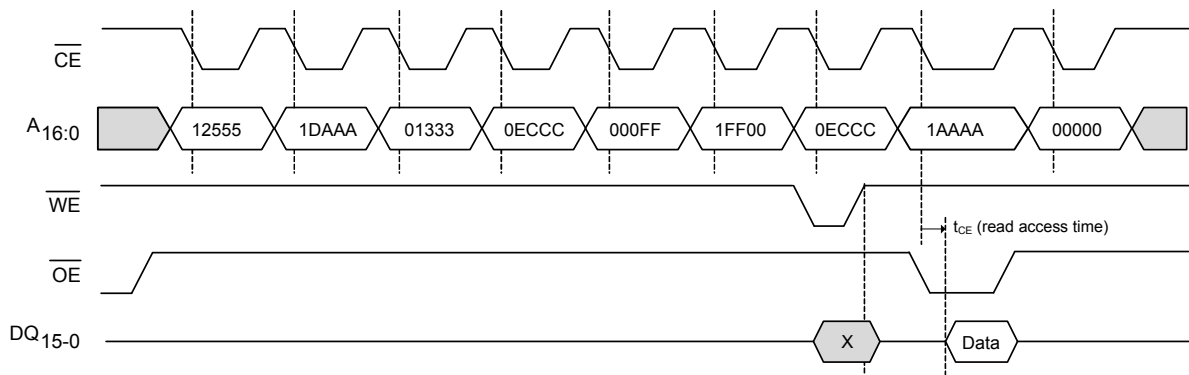 CE
A16:0 12555 1DAAA 01333 0ECCC 000FF 1FF00 0ECCC 1AAAA 00000
WE
tCE (read access time)
OE
DQ15-0 X Data